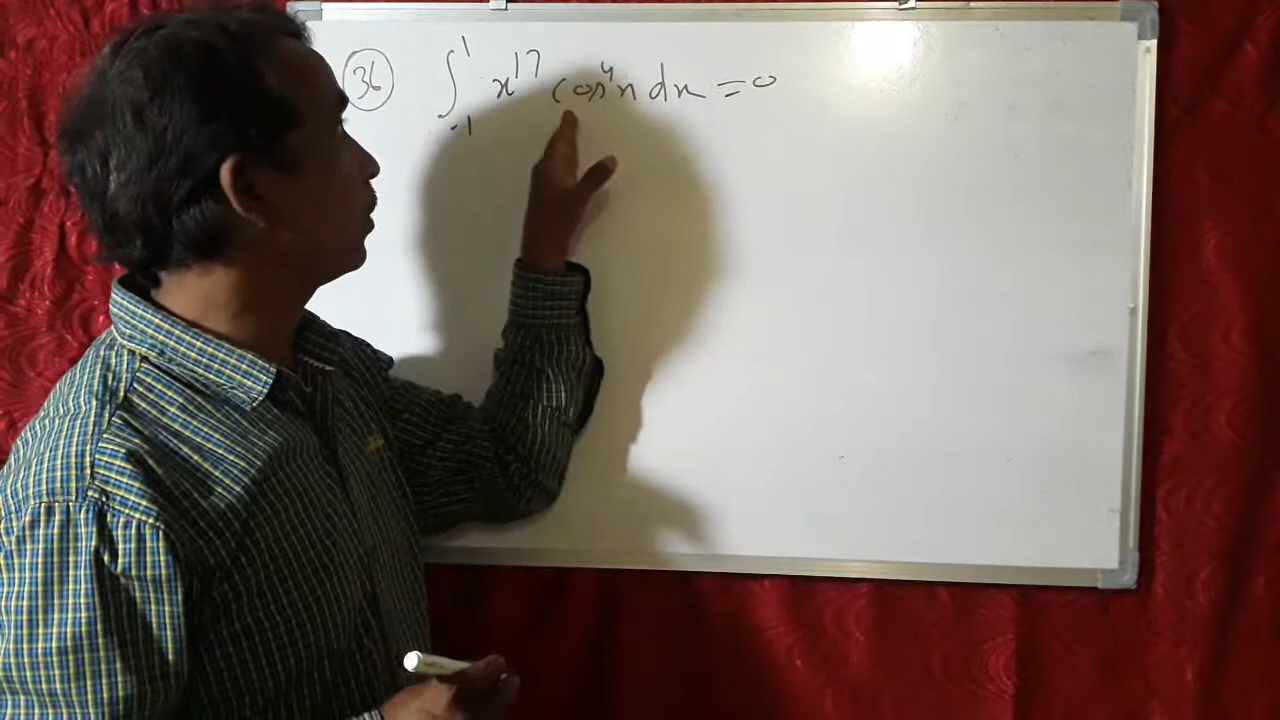 36 ∫₋₁¹ x¹⁷ cos⁴x dx = 0